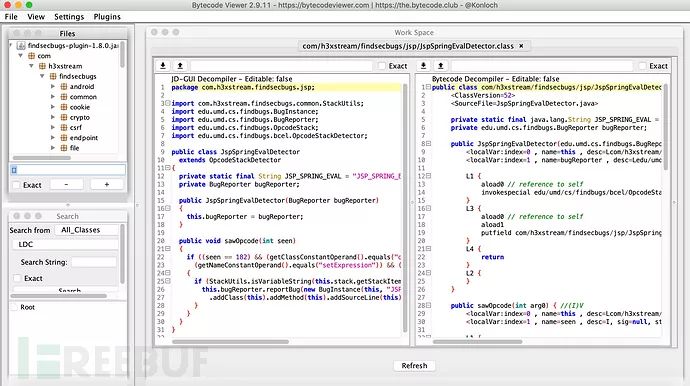 Bytecode Viewer 2.9.11 - https://bytecodeviewer.com | https://the.bytecode.club - @Konloch
File View Settings Plugins
Files
findsecbugs-plugin-1.8.0.ja
com
h3xstream
findsecbugs
android
common
cookie
crypto
csrf
endpoint
file
Exact - +
Search
Search from All_Classes
LDC
Search String:
Exact
Search
Root
Work Space
com/h3xstream/findsecbugs/jsp/JspSpringEvalDetector.class ×
Exact
JD-GUI Decompiler - Editable: false
1 package com.h3xstream.findsecbugs.jsp;
2
3 import com.h3xstream.findsecbugs.common.StackUtils;
4 import edu.umd.cs.findbugs.BugInstance;
5 import edu.umd.cs.findbugs.BugReporter;
6 import edu.umd.cs.findbugs.OpcodeStack;
7 import edu.umd.cs.findbugs.bcel.OpcodeStackDetector;
8
9 public class JspSpringEvalDetector
10 extends OpcodeStackDetector
11 {
12 private static final String JSP_SPRING_EVAL = "JSP_SPRING_E
13 private BugReporter bugReporter;
14
15 public JspSpringEvalDetector(BugReporter bugReporter)
16 {
17 this.bugReporter = bugReporter;
18 }
19
20 public void sawOpcode(int seen)
21 {
22 if ((seen == 182) && (getClassConstantOperand().equals("o
23 (getNameConstantOperand().equals("setExpression")) && (
24 {
25 if (StackUtils.isVariableString(this.stack.getStackItem
26 this.bugReporter.reportBug(new BugInstance(this, "JSP
27 .addClass(this).addMethod(this).addSourceLine(this)
28 }
29 }
30 }
31 }
Exact
Bytecode Decompiler - Editable: false
1 public class com/h3xstream/findsecbugs/jsp/JspSpringEvalDetec
2 <ClassVersion=52>
3 <SourceFile=JspSpringEvalDetector.java>
4
5 private static final java.lang.String JSP_SPRING_EVAL =
6 private edu.umd.cs.findbugs.BugReporter bugReporter;
7
8 public JspSpringEvalDetector(edu.umd.cs.findbugs.BugRepo
9 <localVar:index=0 , name=this , desc=Lcom/h3xstream/
10 <localVar:index=1 , name=bugReporter , desc=Ledu/umd
11
12 L1 {
13 aload0 // reference to self
14 invokespecial edu/umd/cs/findbugs/bcel/OpcodeSta
15 }
16 L3 {
17 aload0 // reference to self
18 aload1
19 putfield com/h3xstream/findsecbugs/jsp/JspSpring
20 }
21 L4 {
22 return
23 }
24 L2 {
25 }
26 }
27
28 public sawOpcode(int arg0) { //(I)V
29 <localVar:index=0 , name=this , desc=Lcom/h3xstream/
30 <localVar:index=1 , name=seen , desc=I, sig=null, st
31
Refresh
REEBUF